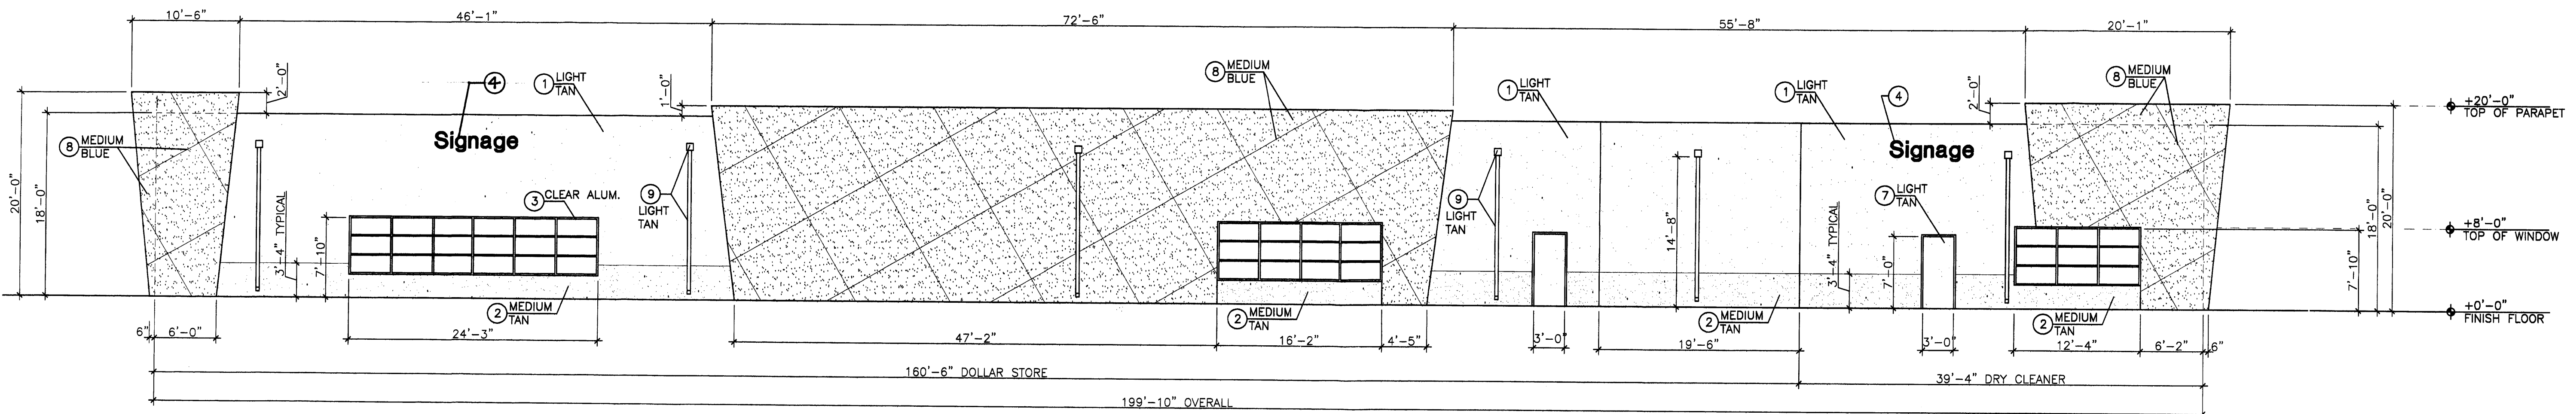 10'-6"
46'-1"
72'-6"
55'-8"
20'-1"
20'-0"
18'-0"
2'-0"
8 MEDIUM
BLUE
4
Signage
1 LIGHT
TAN
1'-0"
3'-4" TYPICAL
7'-10"
3 CLEAR ALUM.
9
LIGHT
TAN
2 MEDIUM
TAN
8 MEDIUM
BLUE
2 MEDIUM
TAN
1 LIGHT
TAN
9
LIGHT
TAN
14'-8"
2 MEDIUM
TAN
1 LIGHT
TAN
4
Signage
7 LIGHT
TAN
3'-4" TYPICAL
7'-0"
2'-0"
8 MEDIUM
BLUE
2 MEDIUM
TAN
7'-10"
18'-0"
20'-0"
+20'-0"
TOP OF PARAPET
+8'-0"
TOP OF WINDOW
+0'-0"
FINISH FLOOR
6"
6'-0"
24'-3"
47'-2"
16'-2"
4'-5"
3'-0"
19'-6"
3'-0"
12'-4"
6'-2"
6"
160'-6" DOLLAR STORE
39'-4" DRY CLEANER
199'-10" OVERALL